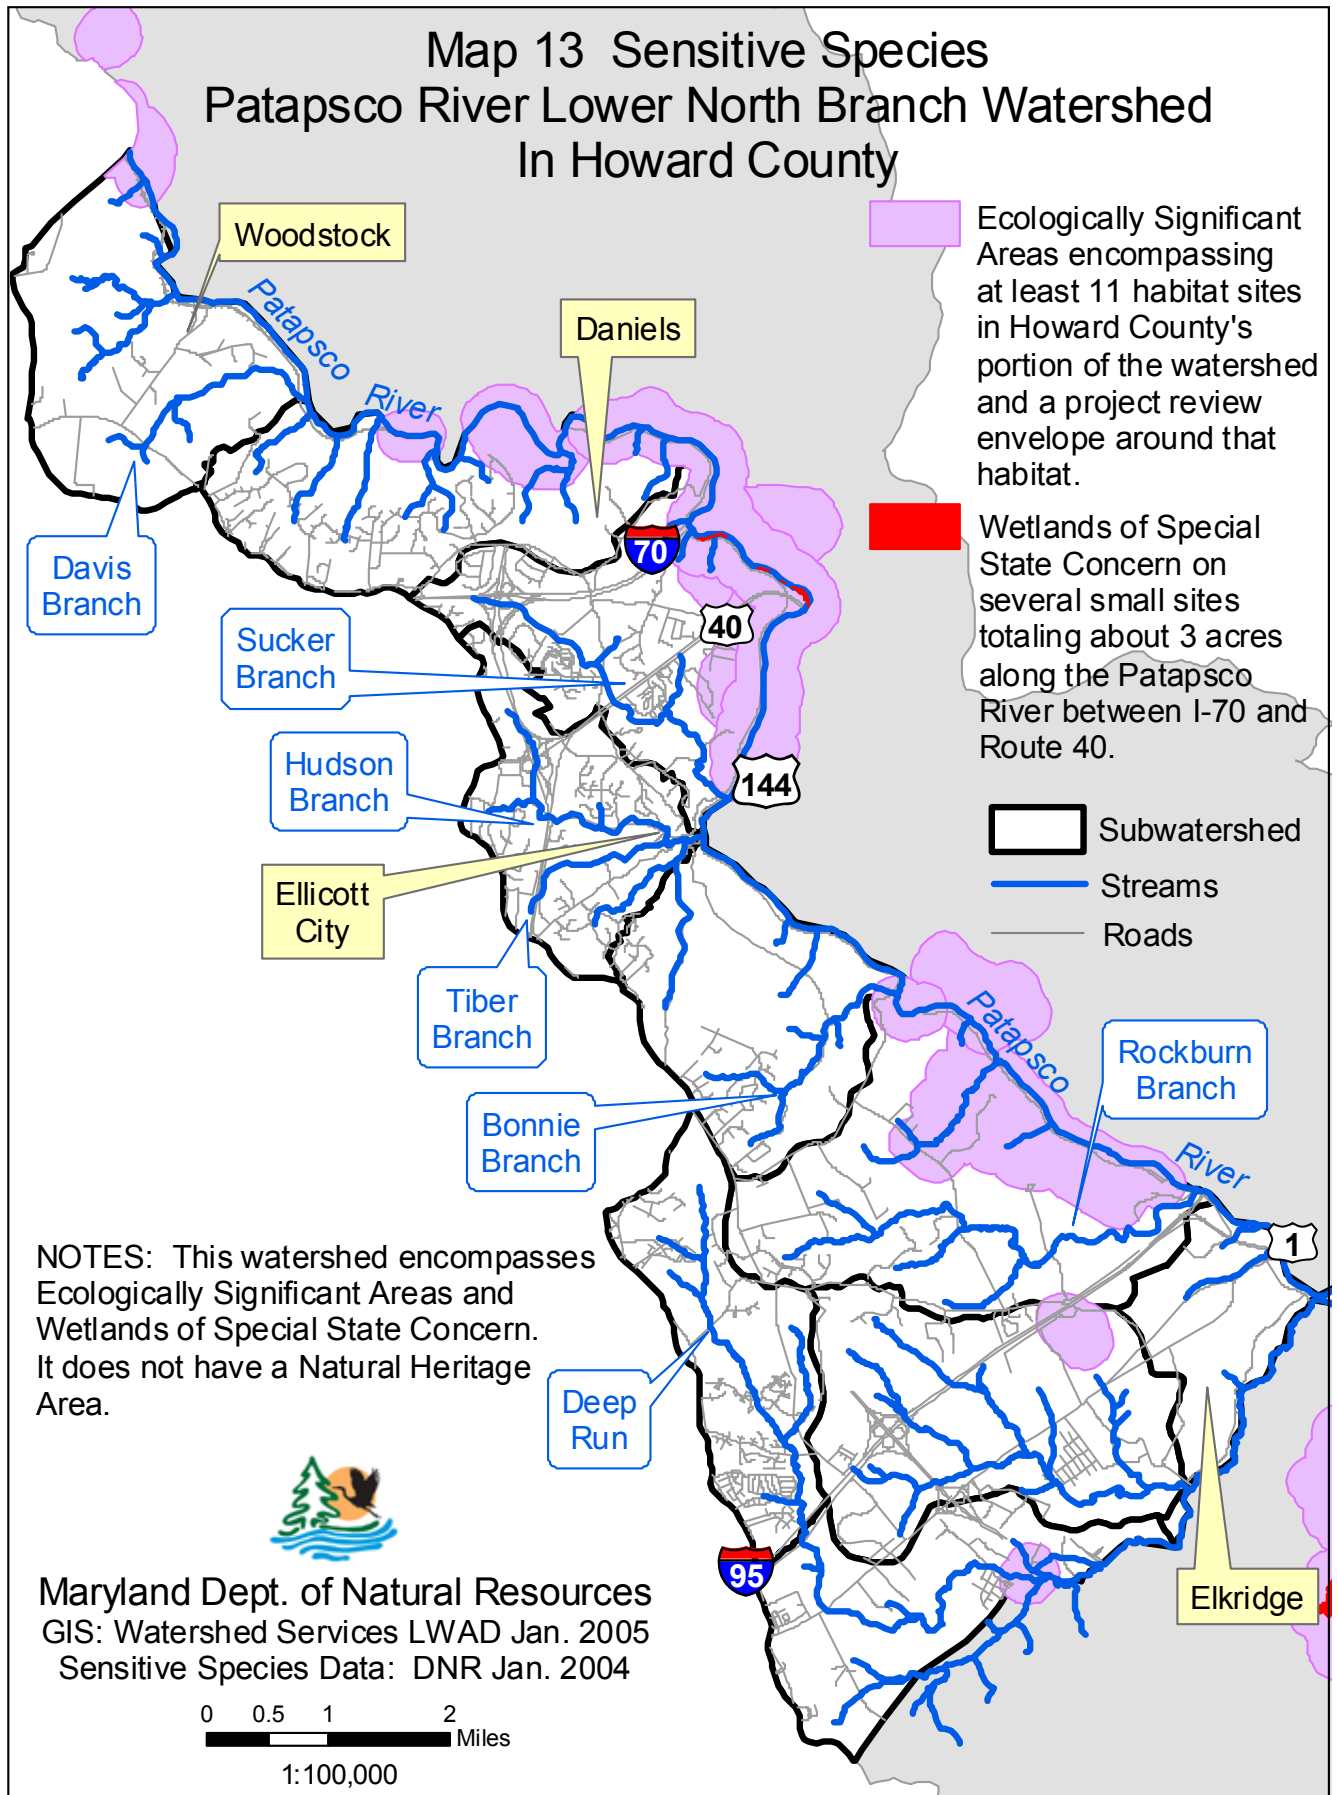 Map 13 Sensitive Species
Patapsco River Lower North Branch Watershed
In Howard County
Ecologically Significant
Areas encompassing
at least 11 habitat sites
in Howard County's
portion of the watershed
and a project review
envelope around that
habitat.
Wetlands of Special
State Concern on
several small sites
totaling about 3 acres
along the Patapsco
River between I-70 and
Route 40.
Subwatershed
Streams
Roads
Woodstock
Patapsco
River
Daniels
70
Davis
Branch
40
Sucker
Branch
Hudson
Branch
144
Ellicott
City
Tiber
Branch
Patapsco
River
Rockburn
Branch
Bonnie
Branch
1
NOTES: This watershed encompasses
Ecologically Significant Areas and
Wetlands of Special State Concern.
It does not have a Natural Heritage
Area.
Deep
Run
95
Elkridge
Maryland Dept. of Natural Resources
GIS: Watershed Services LWAD Jan. 2005
Sensitive Species Data: DNR Jan. 2004
0 0.5 1 2
Miles
1:100,000